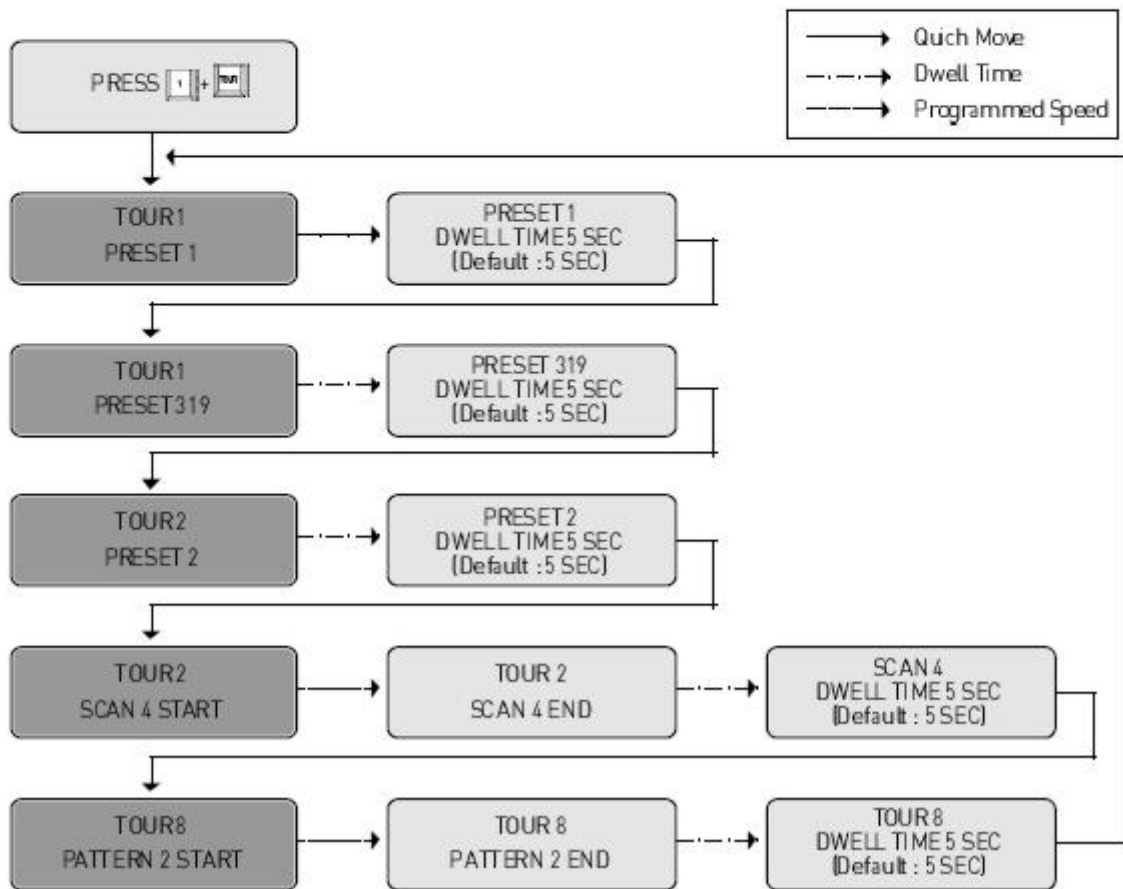 Quich Move
Dwell Time
Programmed Speed
PRESS 1 + TOUR
TOUR1
PRESET 1
PRESET 1
DWELL TIME 5 SEC
(Default : 5 SEC)
TOUR1
PRESET319
PRESET 319
DWELL TIME 5 SEC
(Default : 5 SEC)
TOUR2
PRESET 2
PRESET 2
DWELL TIME 5 SEC
(Default : 5 SEC)
TOUR2
SCAN 4 START
TOUR 2
SCAN 4 END
SCAN 4
DWELL TIME 5 SEC
(Default : 5 SEC)
TOUR8
PATTERN 2 START
TOUR 8
PATTERN 2 END
TOUR 8
DWELL TIME 5 SEC
(Default : 5 SEC)